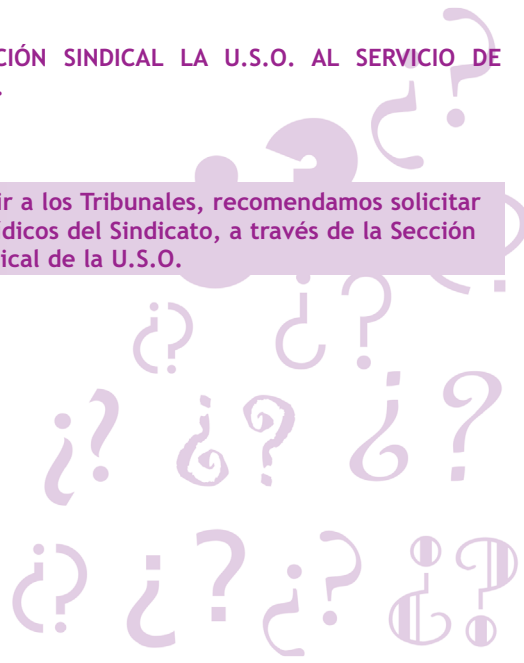 CIÓN SINDICAL LA U.S.O. AL SERVICIO DE
.
ir a los Tribunales, recomendamos solicitar
ídicos del Sindicato, a través de la Sección
ical de la U.S.O.
¿?
¿?
¿? ¿?
¿? ¿? ¿?
¿? ¿? ¿? ¿?